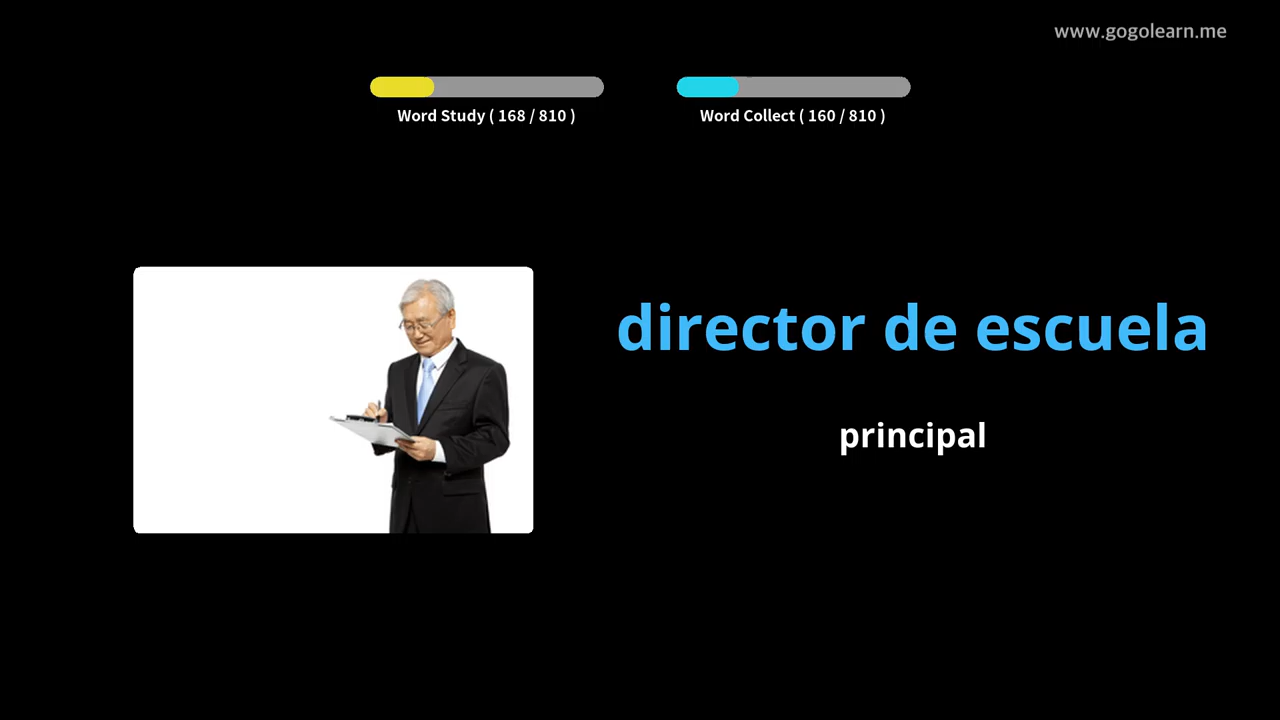 www.gogolearn.me
Word Study ( 168 / 810 )
Word Collect ( 160 / 810 )
director de escuela
principal